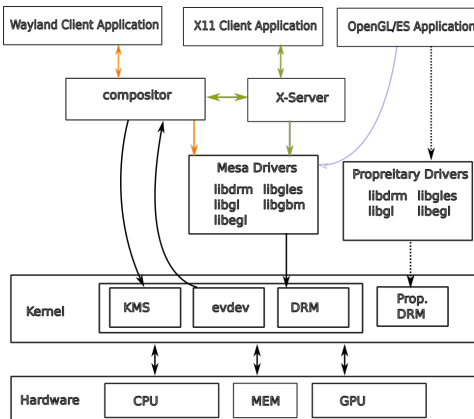 Wayland Client Application
X11 Client Application
OpenGL/ES Application
compositor
X-Server
Mesa Drivers
libdrm libgles
libgl libgbm
libegl
Propreitary Drivers
libdrm libgles
libgl libegl
Kernel
KMS
evdev
DRM
Prop.
DRM
Hardware
CPU
MEM
GPU